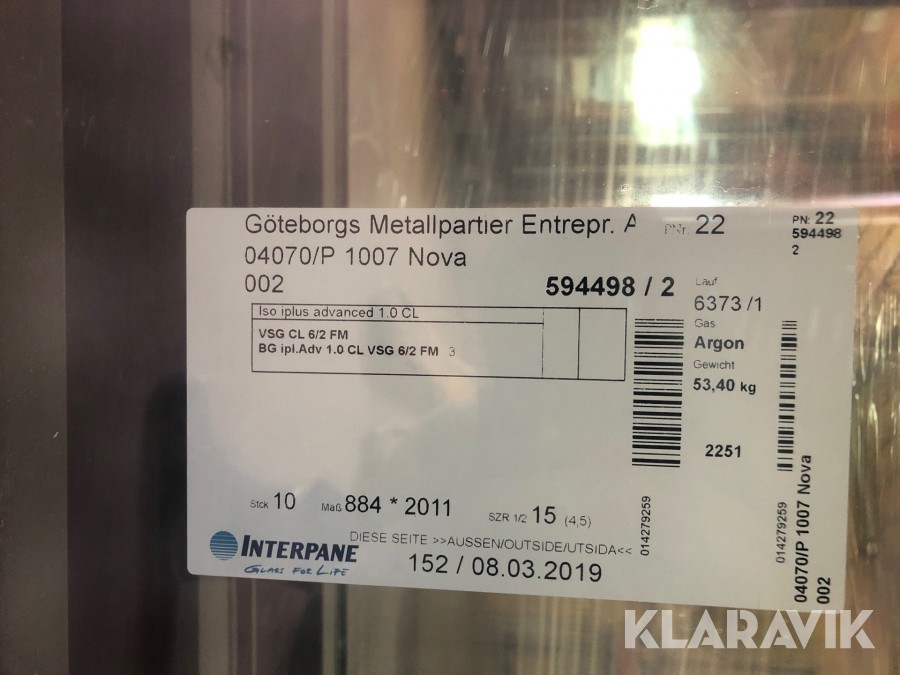 Göteborgs Metallpartier Entrepr. A
PNr. 22
04070/P 1007 Nova
002
594498 / 2
Iso iplus advanced 1.0 CL
VSG CL 6/2 FM
BG ipl.Adv 1.0 CL VSG 6/2 FM 3
Lauf
6373 /1
Gas
Argon
Gewicht
53,40 kg
2251
Stck 10 Maß 884 * 2011 SZR 1/2 15 (4,5)
INTERPANE
GLASS FOR LIFE
DIESE SEITE >>AUSSEN/OUTSIDE/UTSIDA<<
152 / 08.03.2019
014279259
PN: 22
594498
2
014279259
04070/P 1007 Nova
002
KLARAVIK